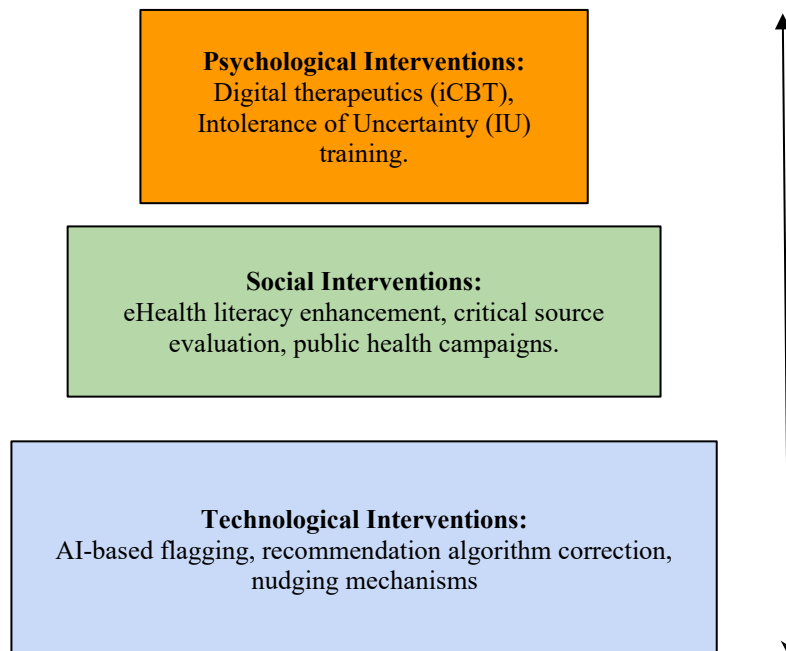 Psychological Interventions:
Digital therapeutics (iCBT),
Intolerance of Uncertainty (IU)
training.
Social Interventions:
eHealth literacy enhancement, critical source
evaluation, public health campaigns.
Technological Interventions:
AI-based flagging, recommendation algorithm correction,
nudging mechanisms